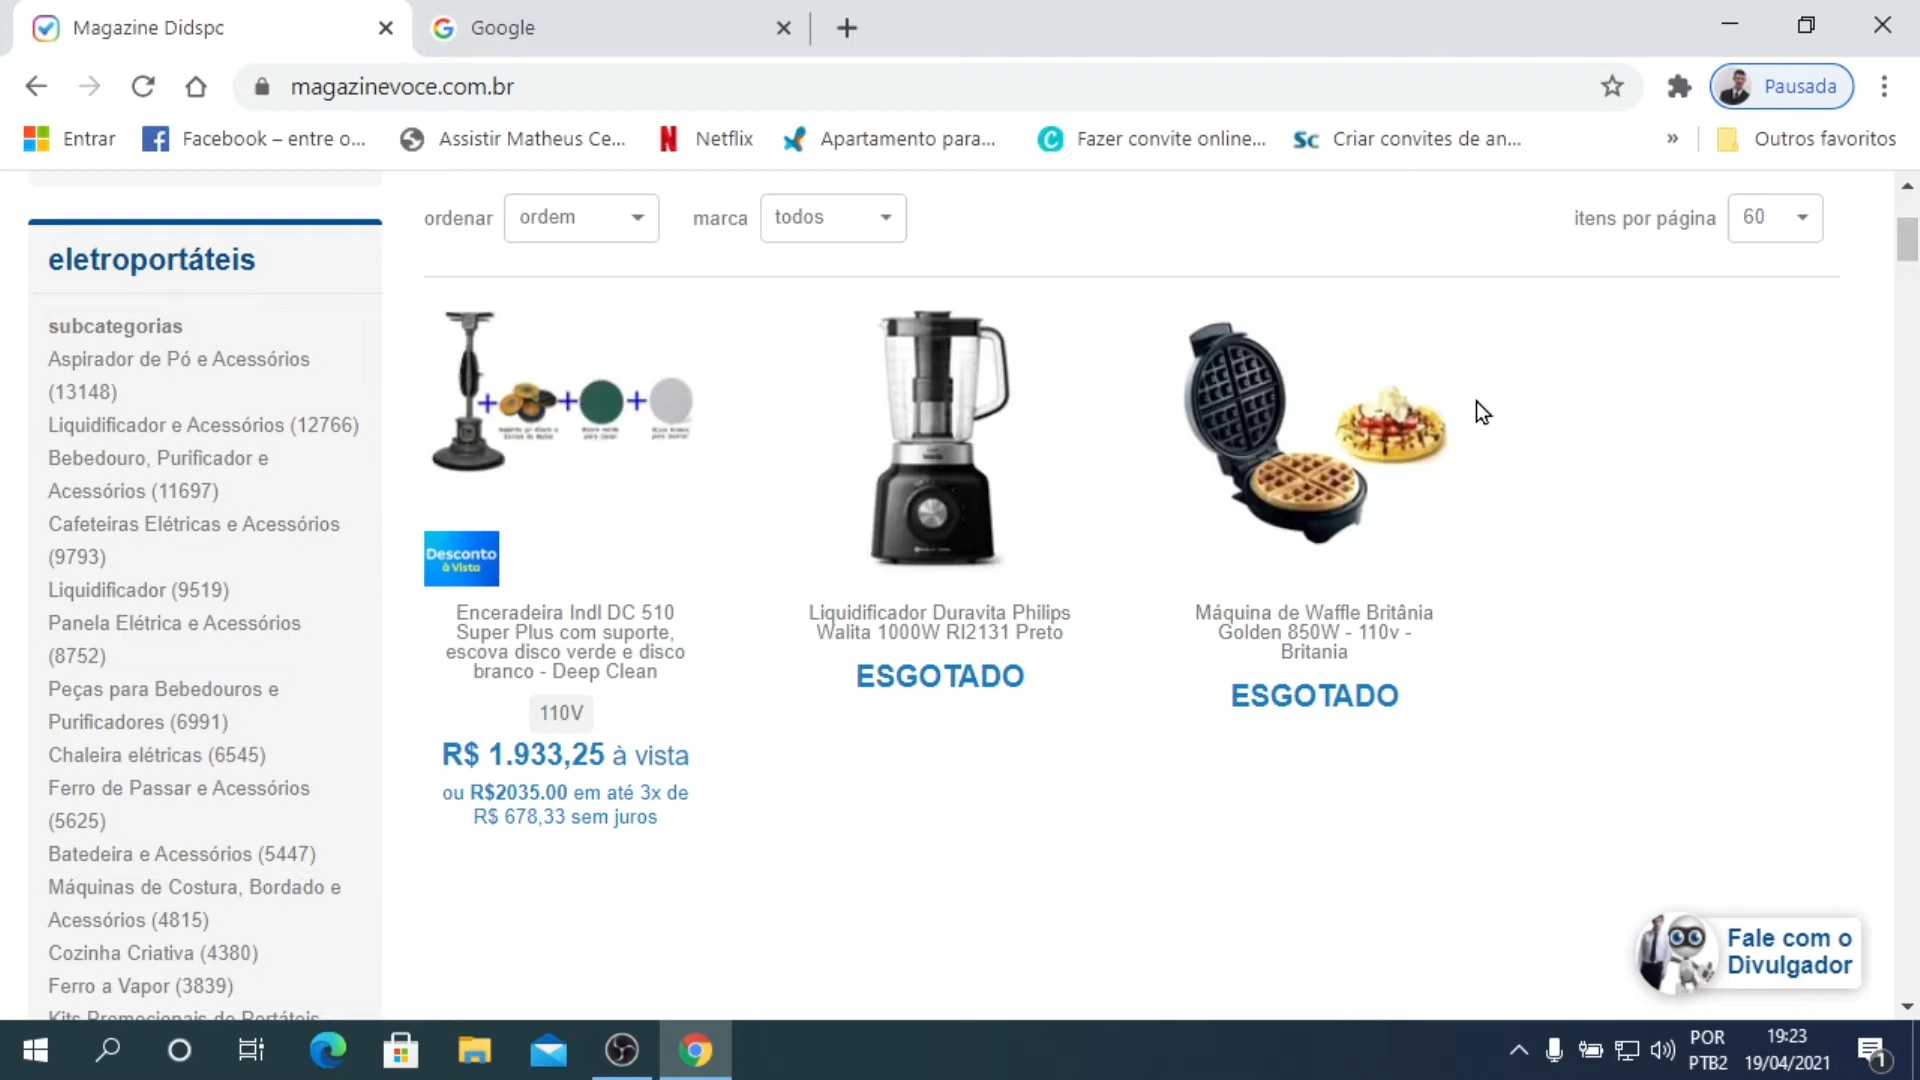 Magazine Didspc
Google
magazinevoce.com.br
Pausada
Entrar
Facebook – entre o...
Assistir Matheus Ce...
Netflix
Apartamento para...
Fazer convite online...
Sc
Criar convites de an...
»
Outros favoritos
ordenar
ordem
marca
todos
itens por página
60
eletroportáteis
subcategorias
Aspirador de Pó e Acessórios
(13148)
Liquidificador e Acessórios (12766)
Bebedouro, Purificador e
Acessórios (11697)
Cafeteiras Elétricas e Acessórios
(9793)
Liquidificador (9519)
Panela Elétrica e Acessórios
(8752)
Peças para Bebedouros e
Purificadores (6991)
Chaleira elétricas (6545)
Ferro de Passar e Acessórios
(5625)
Batedeira e Acessórios (5447)
Máquinas de Costura, Bordado e
Acessórios (4815)
Cozinha Criativa (4380)
Ferro a Vapor (3839)
Kits Promocionais de Portáteis
Desconto
à Vista
Enceradeira Indl DC 510
Super Plus com suporte,
escova disco verde e disco
branco - Deep Clean
110V
R$ 1.933,25 à vista
ou R$2035.00 em até 3x de
R$ 678,33 sem juros
Liquidificador Duravita Philips
Walita 1000W RI2131 Preto
ESGOTADO
Máquina de Waffle Britânia
Golden 850W - 110v -
Britania
ESGOTADO
Fale com o
Divulgador
POR
PTB2
19:23
19/04/2021
1